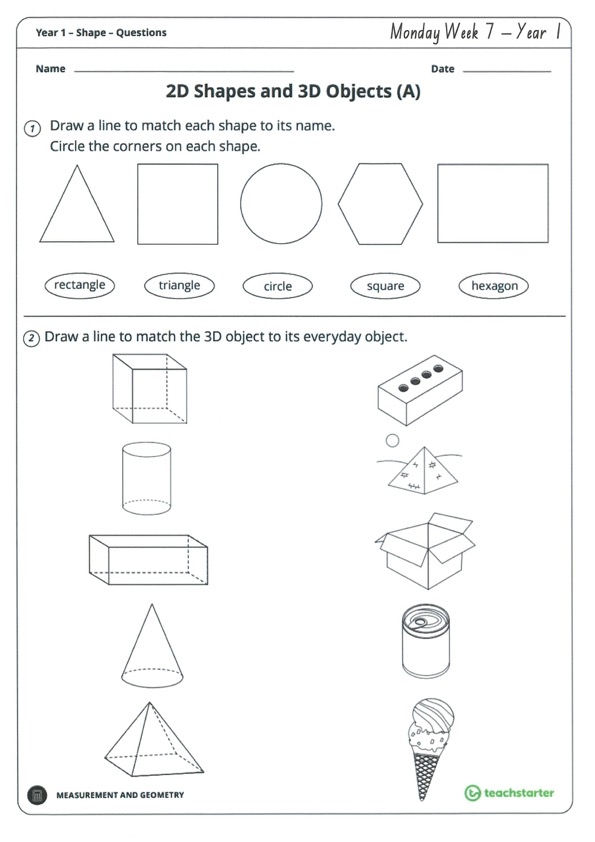 Year 1 – Shape – Questions
Monday Week 7 – Year 1
Name
Date
2D Shapes and 3D Objects (A)
1 Draw a line to match each shape to its name.
Circle the corners on each shape.
rectangle triangle circle square hexagon
2 Draw a line to match the 3D object to its everyday object.
MEASUREMENT AND GEOMETRY
teachstarter